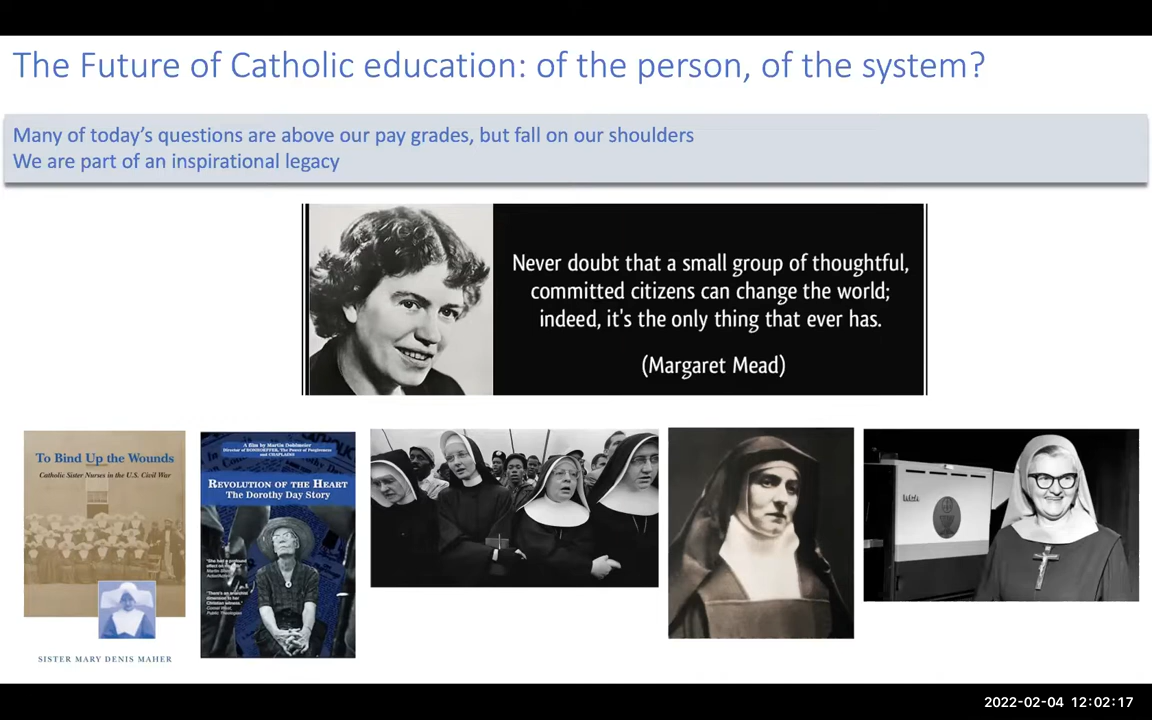 The Future of Catholic education: of the person, of the system?
Many of today's questions are above our pay grades, but fall on our shoulders
We are part of an inspirational legacy
Never doubt that a small group of thoughtful,
committed citizens can change the world;
indeed, it's the only thing that ever has.
(Margaret Mead)
To Bind Up the Wounds
Catholic Sister Nurses in the U.S. Civil War
SISTER MARY DENIS MAHER
A film by Martin Doblmeier
REVOLUTION OF THE HEART
The Dorothy Day Story
2022-02-04 12:02:17